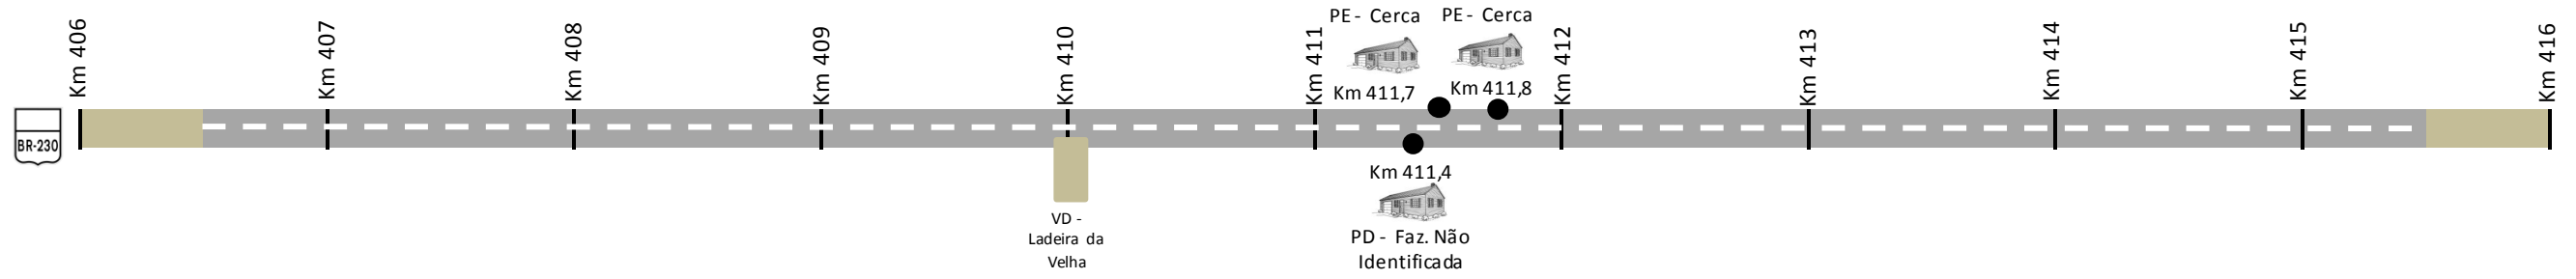 PE - Cerca
PE - Cerca
Km 406
Km 407
Km 408
Km 409
Km 410
Km 411
Km 411,7
Km 411,8
Km 412
Km 413
Km 414
Km 415
Km 416
BR-230
Km 411,4
VD -
Ladeira da
Velha
PD - Faz. Não
Identificada